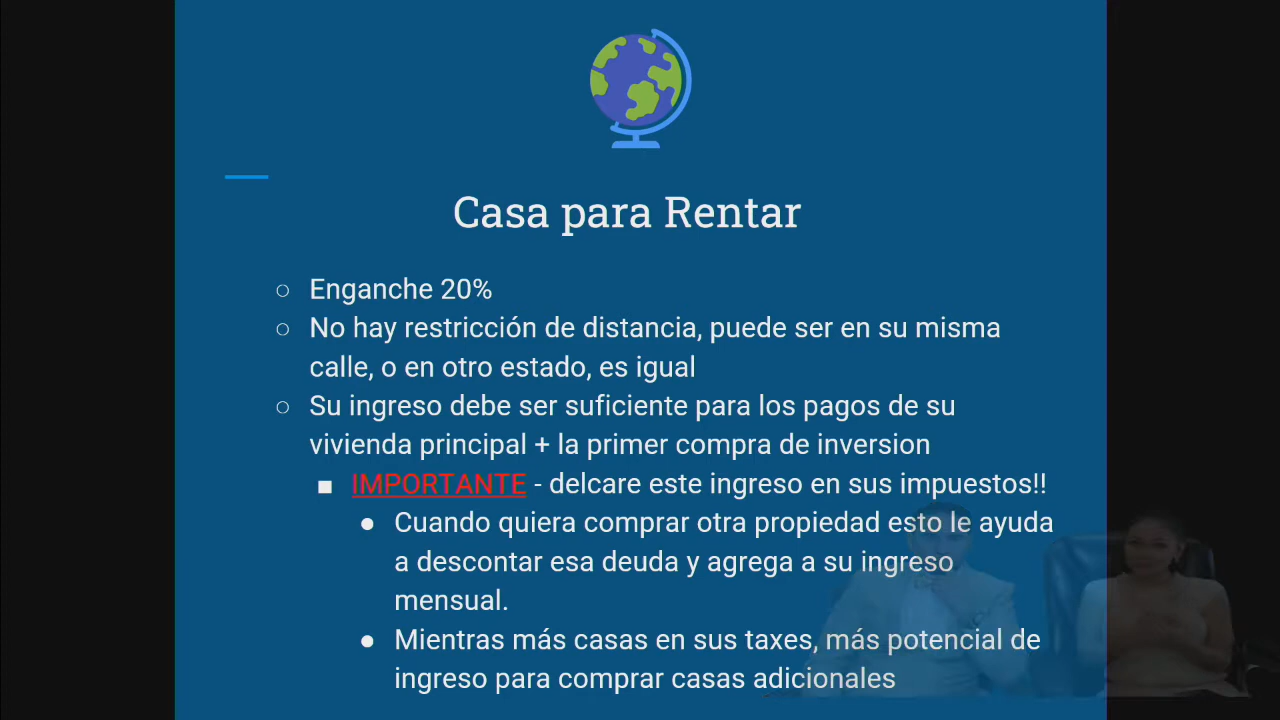 Casa para Rentar
○ Enganche 20%
○ No hay restricción de distancia, puede ser en su misma
calle, o en otro estado, es igual
○ Su ingreso debe ser suficiente para los pagos de su
vivienda principal + la primer compra de inversion
■ IMPORTANTE - delcare este ingreso en sus impuestos!!
● Cuando quiera comprar otra propiedad esto le ayuda
a descontar esa deuda y agrega a su ingreso
mensual.
● Mientras más casas en sus taxes, más potencial de
ingreso para comprar casas adicionales